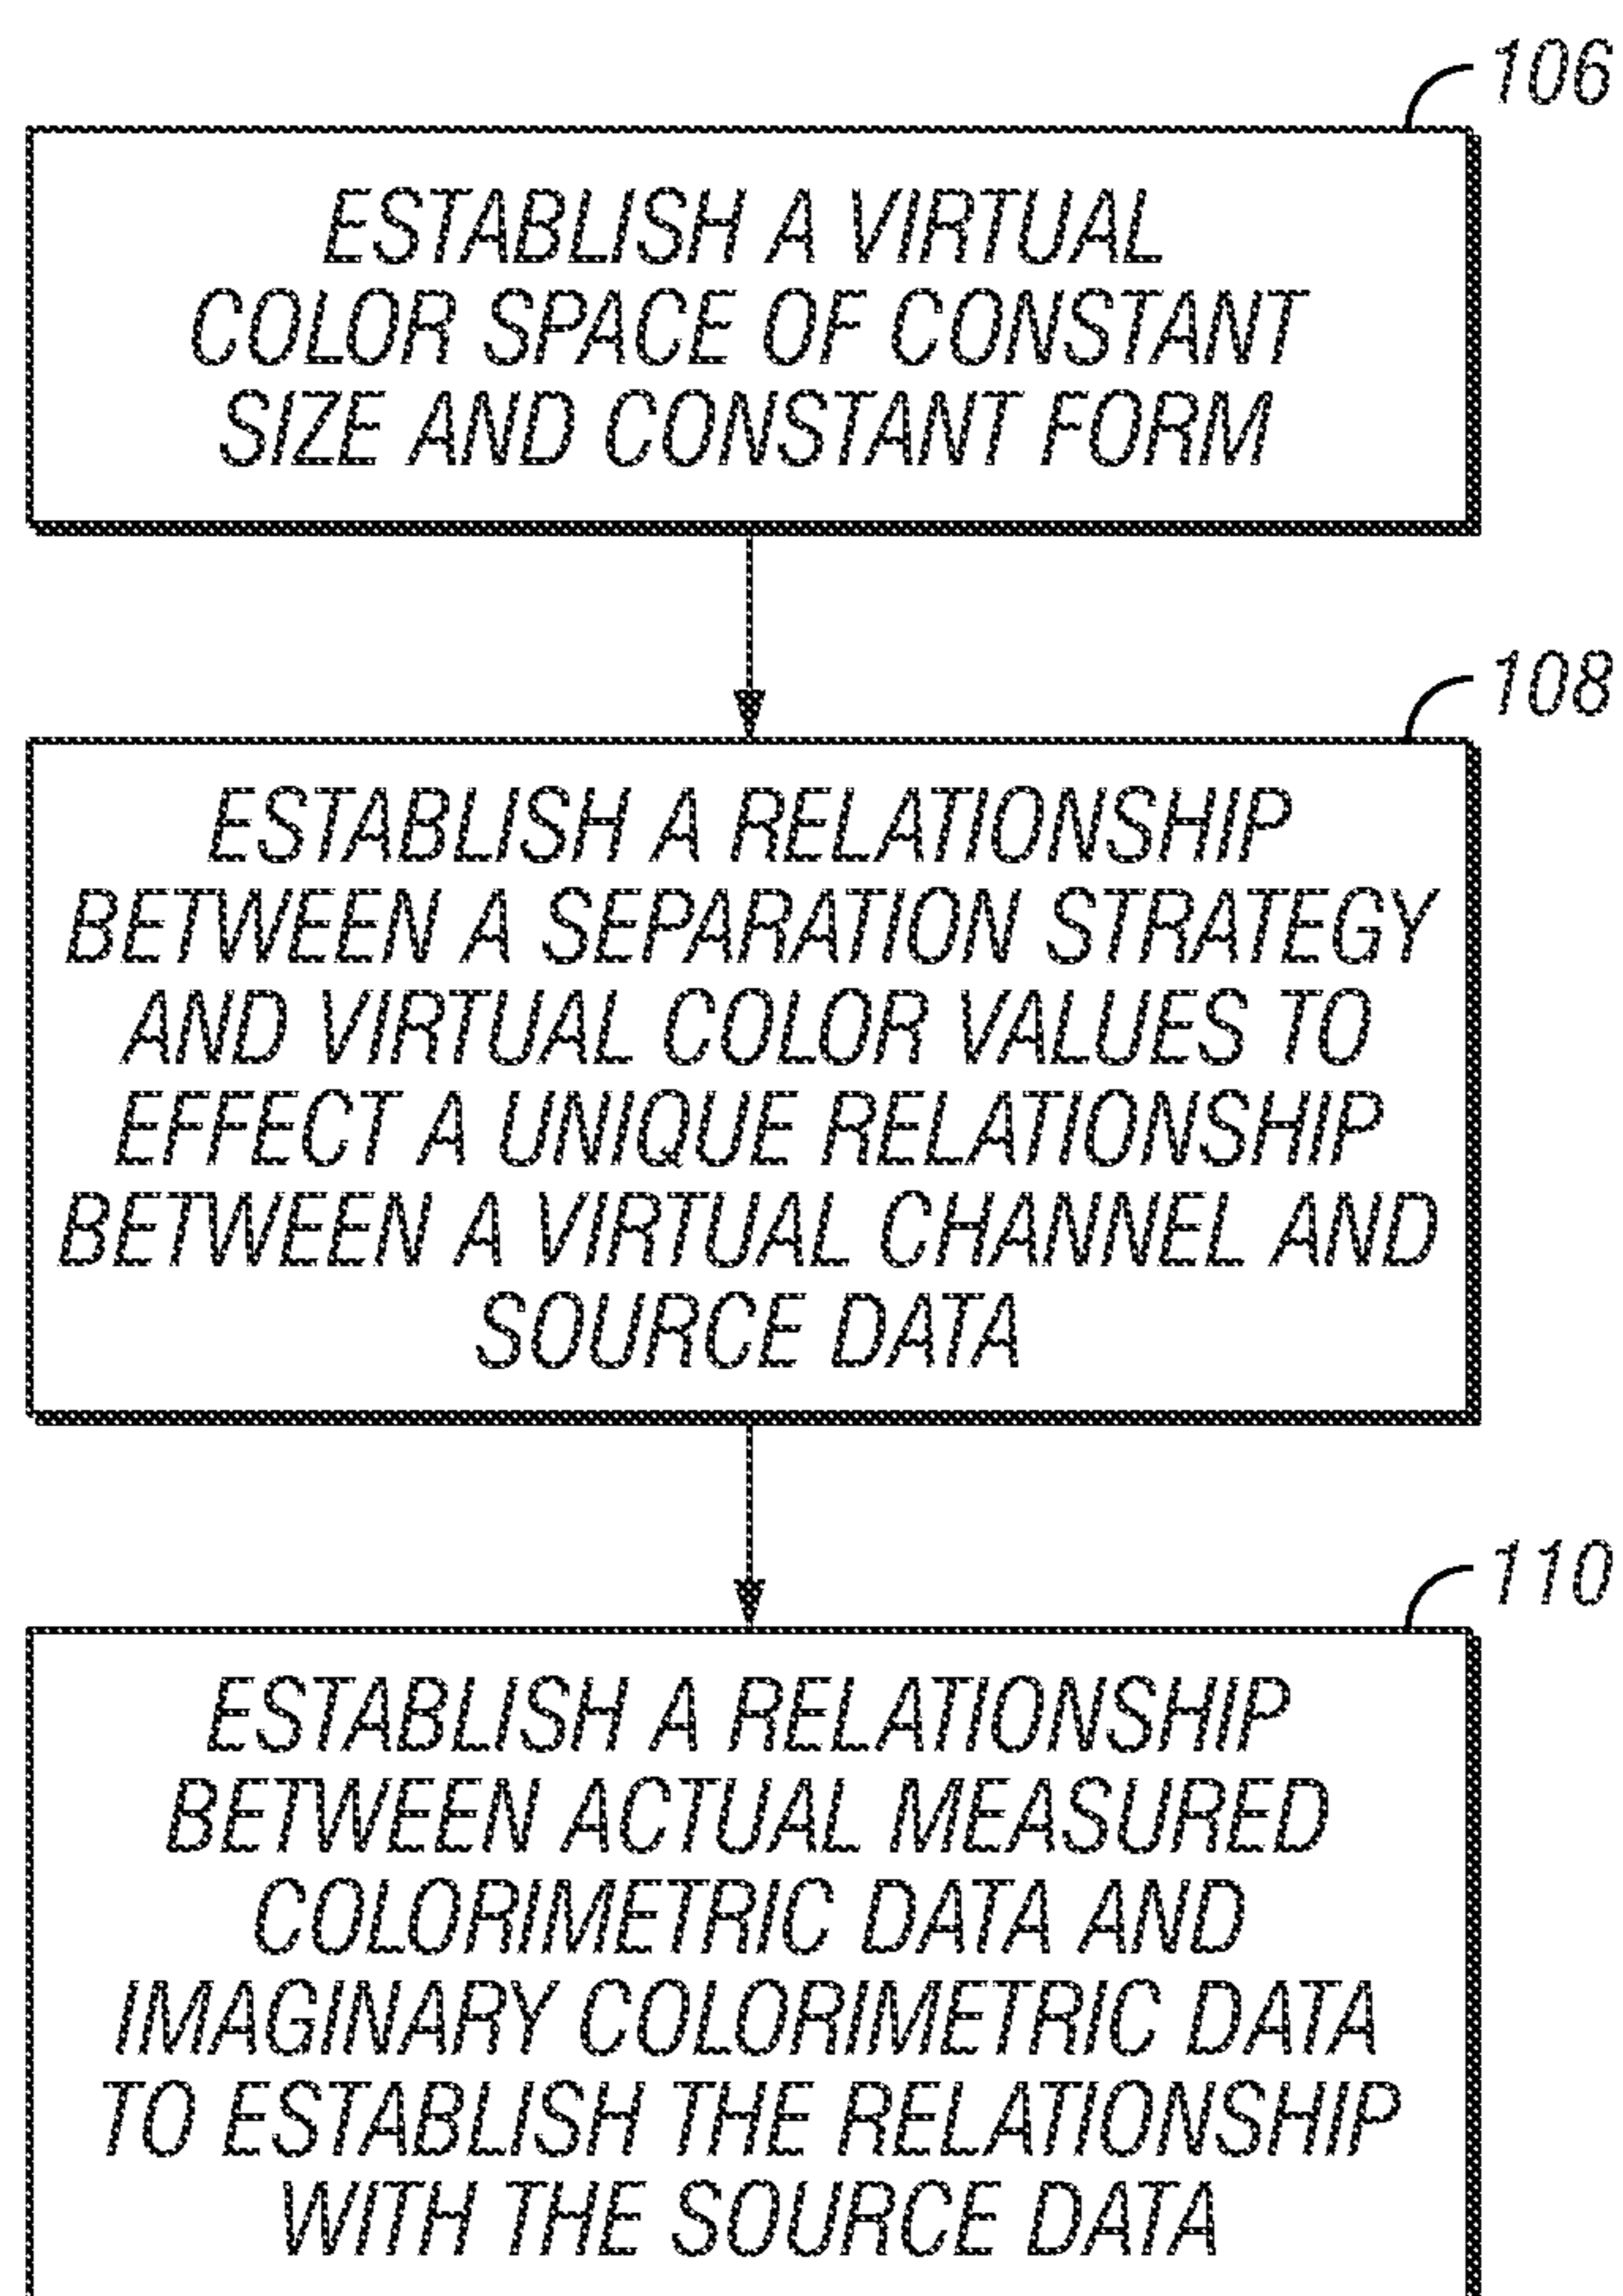 106
ESTABLISH A VIRTUAL
COLOR SPACE OF CONSTANT
SIZE AND CONSTANT FORM
108
ESTABLISH A RELATIONSHIP
BETWEEN A SEPARATION STRATEGY
AND VIRTUAL COLOR VALUES TO
EFFECT A UNIQUE RELATIONSHIP
BETWEEN A VIRTUAL CHANNEL AND
SOURCE DATA
110
ESTABLISH A RELATIONSHIP
BETWEEN ACTUAL MEASURED
COLORIMETRIC DATA AND
IMAGINARY COLORIMETRIC DATA
TO ESTABLISH THE RELATIONSHIP
WITH THE SOURCE DATA